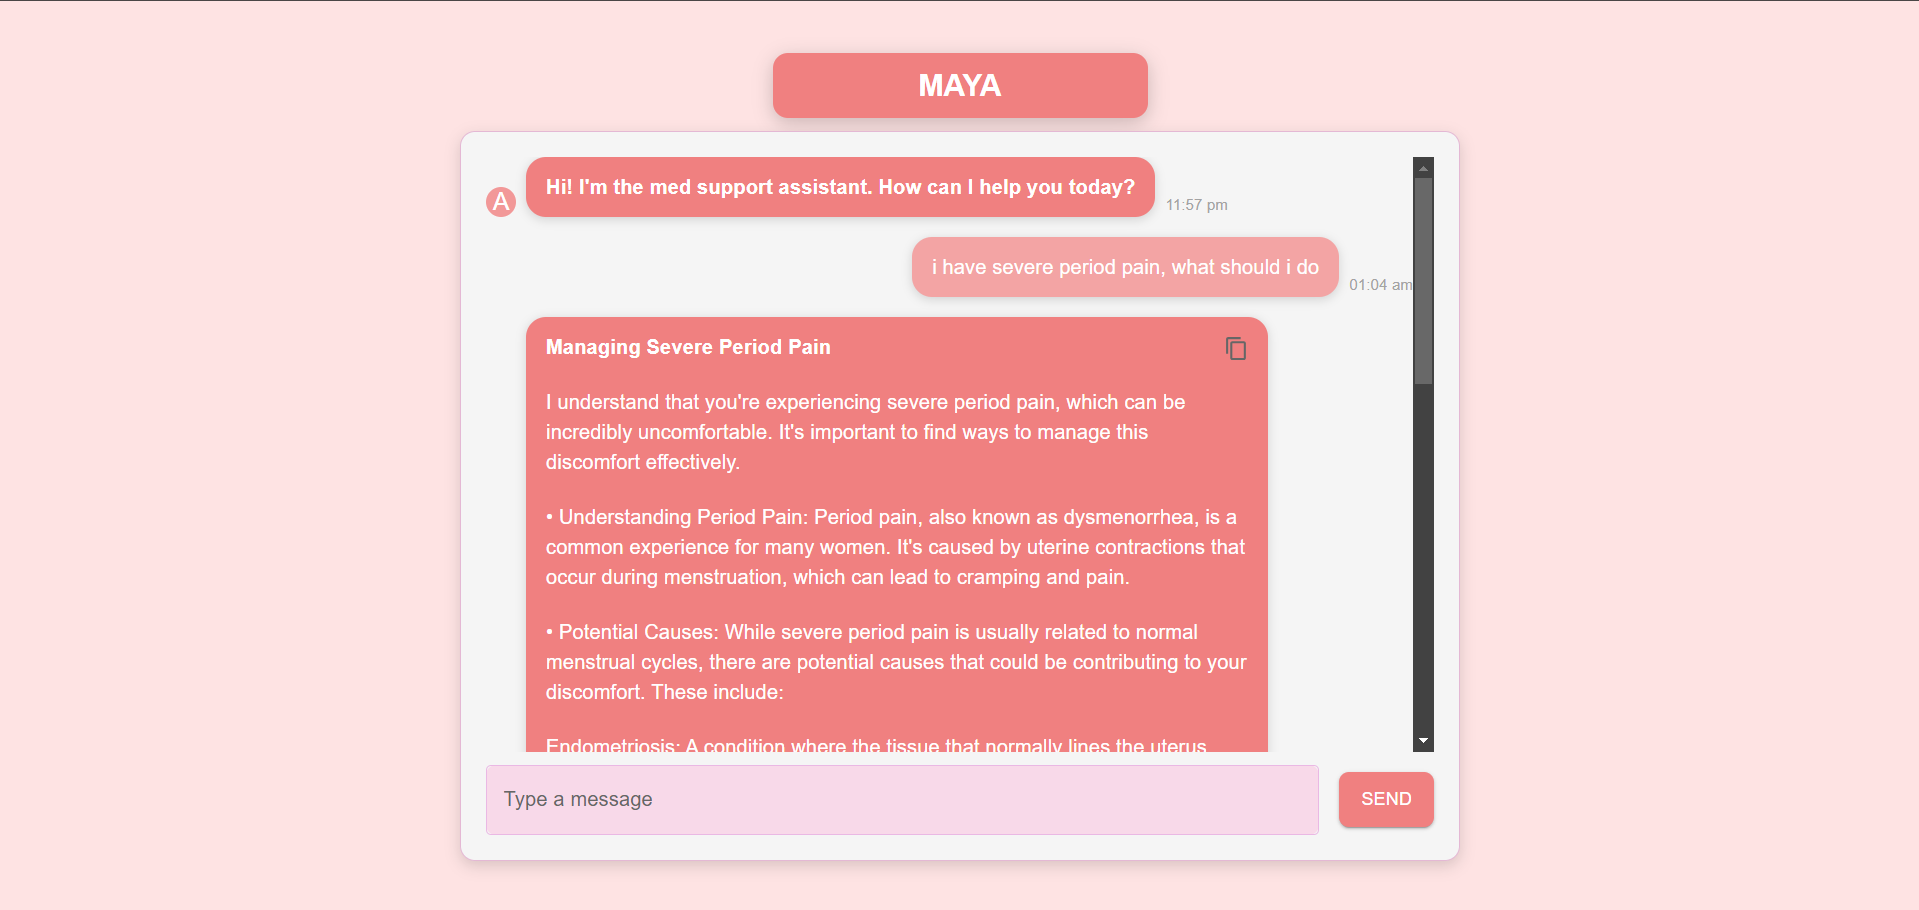 MAYA
A
Hi! I'm the med support assistant. How can I help you today?
11:57 pm
i have severe period pain, what should i do
01:04 am
Managing Severe Period Pain
I understand that you're experiencing severe period pain, which can be
incredibly uncomfortable. It's important to find ways to manage this
discomfort effectively.
• Understanding Period Pain: Period pain, also known as dysmenorrhea, is a
common experience for many women. It's caused by uterine contractions that
occur during menstruation, which can lead to cramping and pain.
• Potential Causes: While severe period pain is usually related to normal
menstrual cycles, there are potential causes that could be contributing to your
discomfort. These include:
Endometriosis: A condition where the tissue that normally lines the uterus
Type a message
SEND